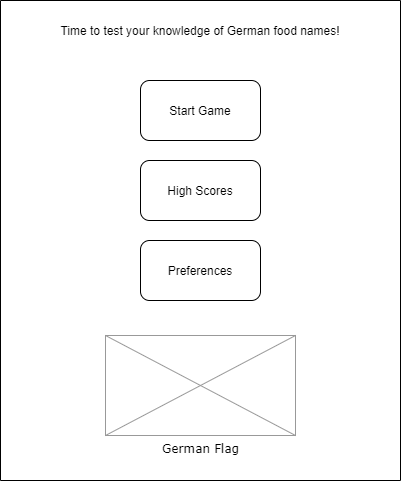 Time to test your knowledge of German food names!
Start Game
High Scores
Preferences
German Flag